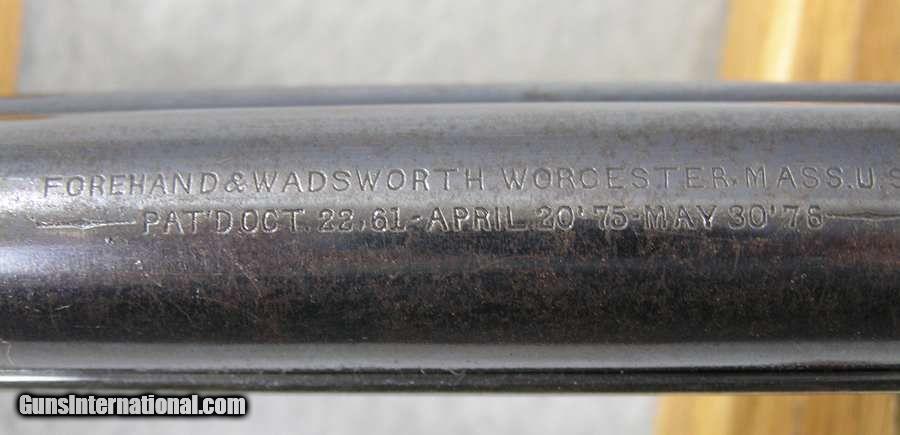 FOREHAND & WADSWORTH WORCESTER, MASS. U.S
PAT'D OCT. 22, 61 - APRIL 20' 75 - MAY 30' 76
GunsInternational.com